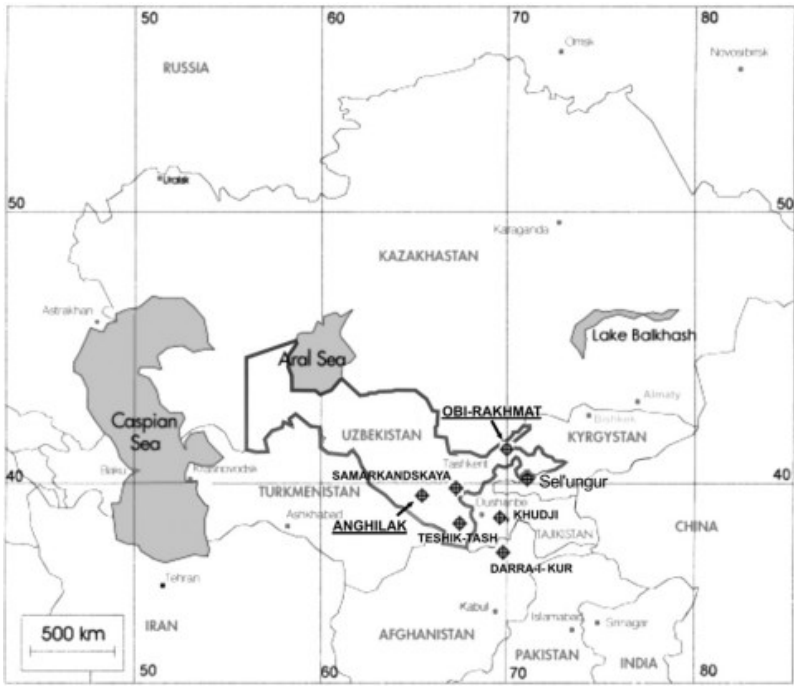 50
60
70
80
Omsk
Novosibirsk
RUSSIA
Uralsk
50
50
Karaganda
KAZAKHASTAN
Astrakhan
Aral Sea
Lake Balkhash
Almaty
OBI-RAKHMAT
Bishkek
Caspian
Sea
UZBEKISTAN
KYRGYSTAN
Tashkent
Baku
Krasnovodsk
SAMARKANDSKAYA
Sel'ungur
40
40
TURKMENISTAN
Dushanbe
KHUDJI
ANGHILAK
Ashkhabad
TESHIK-TASH
TAJIKISTAN
CHINA
DARRA-I-KUR
Tehran
Kabul
Islamabad
Srinagar
500 km
IRAN
AFGHANISTAN
PAKISTAN
INDIA
50
60
70
80